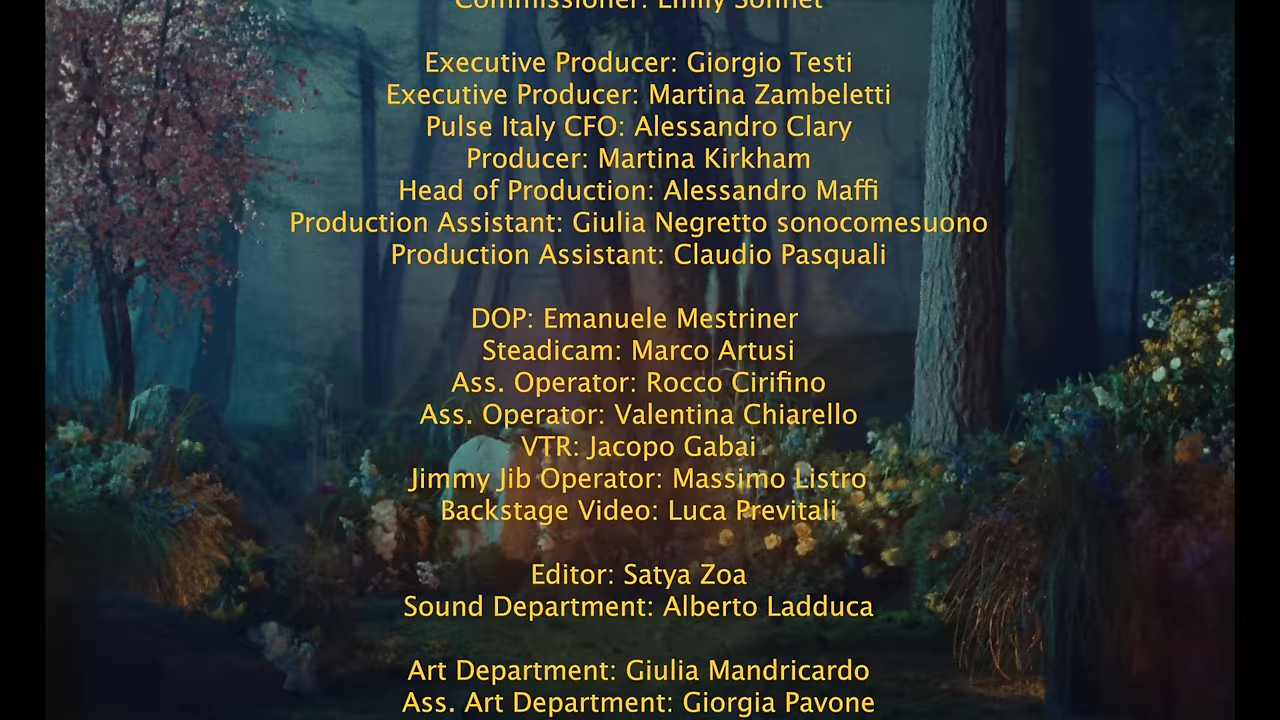 Commissioner: Emily Sonnet
Executive Producer: Giorgio Testi
Executive Producer: Martina Zambeletti
Pulse Italy CFO: Alessandro Clary
Producer: Martina Kirkham
Head of Production: Alessandro Maffi
Production Assistant: Giulia Negretto sonocomesuono
Production Assistant: Claudio Pasquali
DOP: Emanuele Mestriner
Steadicam: Marco Artusi
Ass. Operator: Rocco Cirifino
Ass. Operator: Valentina Chiarello
VTR: Jacopo Gabai
Jimmy Jib Operator: Massimo Listro
Backstage Video: Luca Previtali
Editor: Satya Zoa
Sound Department: Alberto Ladduca
Art Department: Giulia Mandricardo
Ass. Art Department: Giorgia Pavone